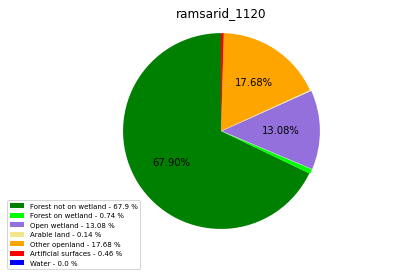 ramsarid_1120
17.68%
13.08%
67.90%
Forest not on wetland - 67.9 %
Forest on wetland - 0.74 %
Open wetland - 13.08 %
Arable land - 0.14 %
Other openland - 17.68 %
Artificial surfaces - 0.46 %
Water - 0.0 %